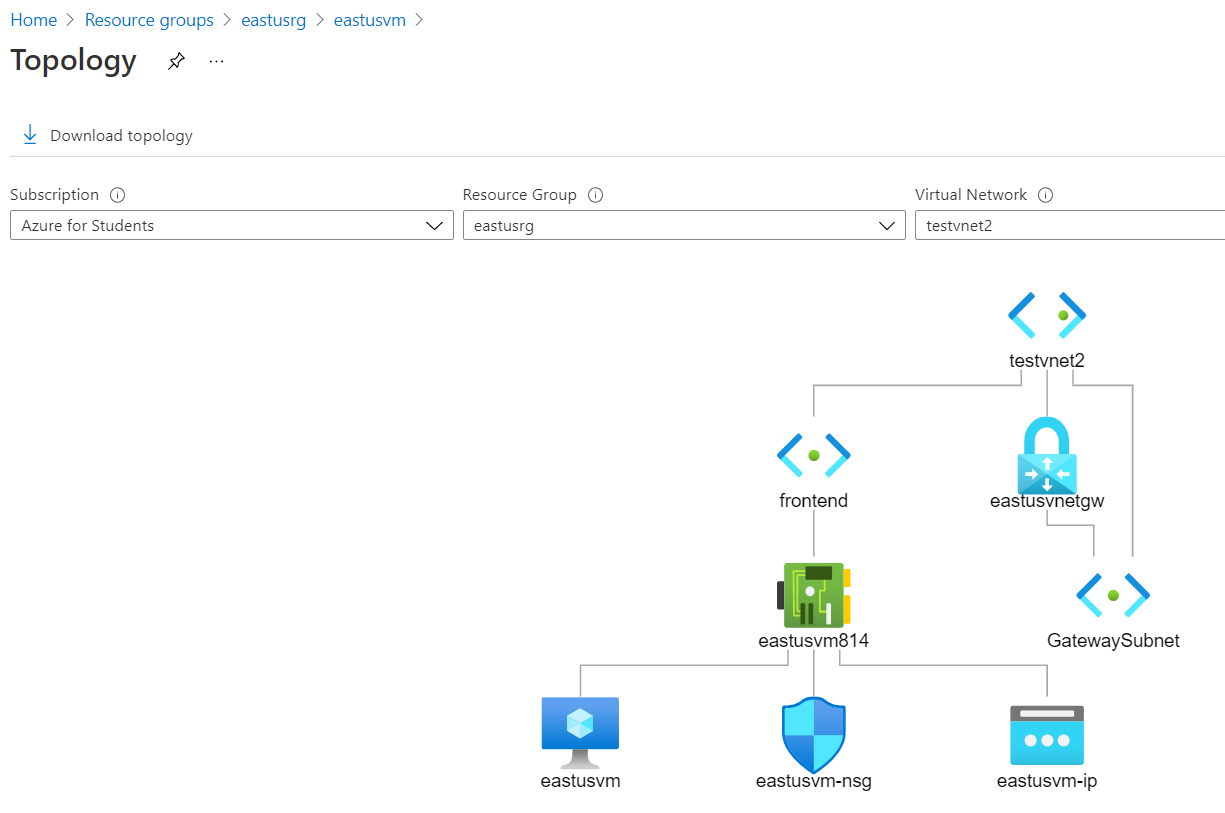 Home > Resource groups > eastusrg > eastusvm >
Topology ...
Download topology
Subscription Resource Group Virtual Network
Azure for Students eastusrg testvnet2
testvnet2
frontend eastusvnetgw
eastusvm814 GatewaySubnet
eastusvm eastusvm-nsg eastusvm-ip